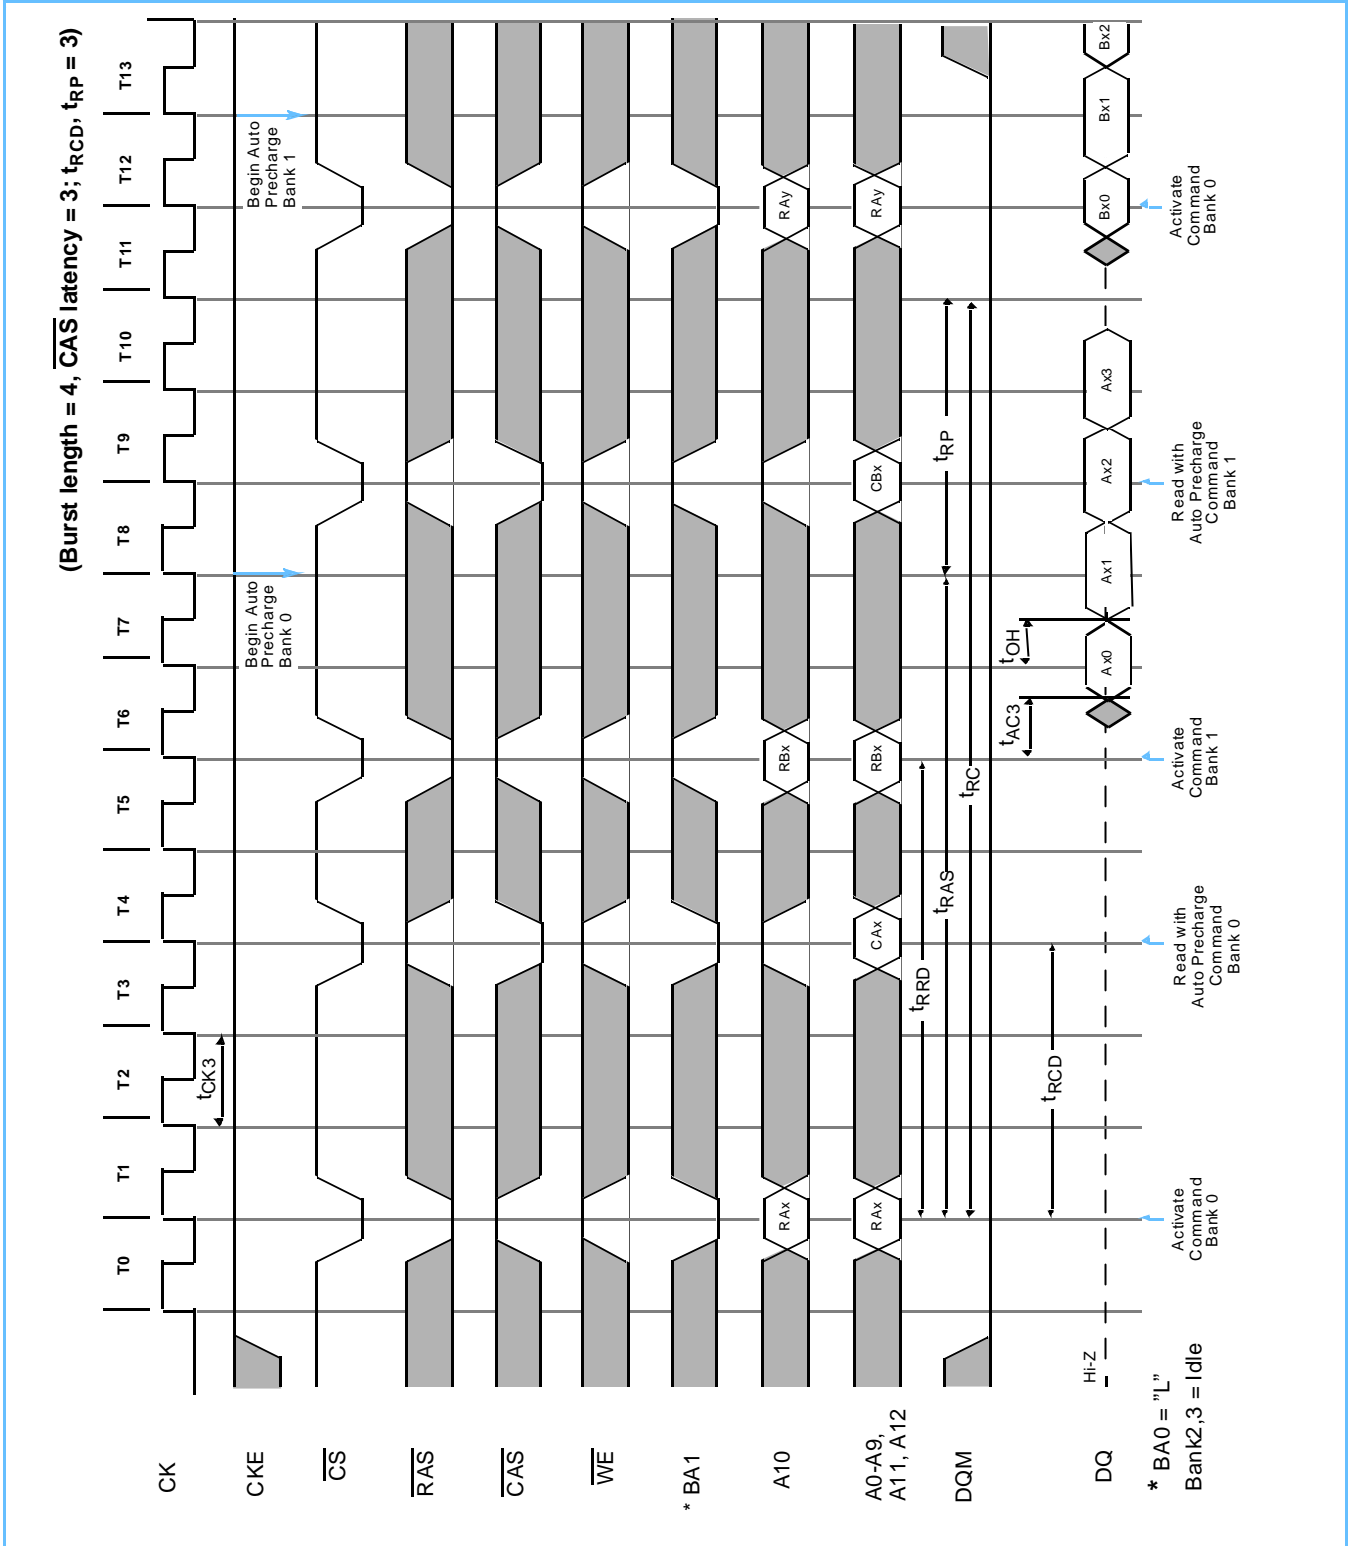 (Burst length = 4, CAS latency = 3; tRCD, tRP = 3)
T0 T1 T2 T3 T4 T5 T6 T7 T8 T9 T10 T11 T12 T13
CK
tCK3
CKE
Begin Auto
Precharge
Bank 0
Begin Auto
Precharge
Bank 1
CS
RAS
CAS
WE
* BA1
A10
RAx RBx RAy
A0-A9,
A11, A12
RAx CAx RBx CBx RAy
tRRD
tRAS
tRP
tRC
DQM
tRCD
tAC3
tOH
DQ
Hi-Z
Ax0 Ax1 Ax2 Ax3 Bx0 Bx1 Bx2
Activate
Command
Bank 0
Read with
Auto Precharge
Command
Bank 0
Activate
Command
Bank 1
Read with
Auto Precharge
Command
Bank 1
Activate
Command
Bank 0
* BA0 = ”L”
Bank2,3 = Idle